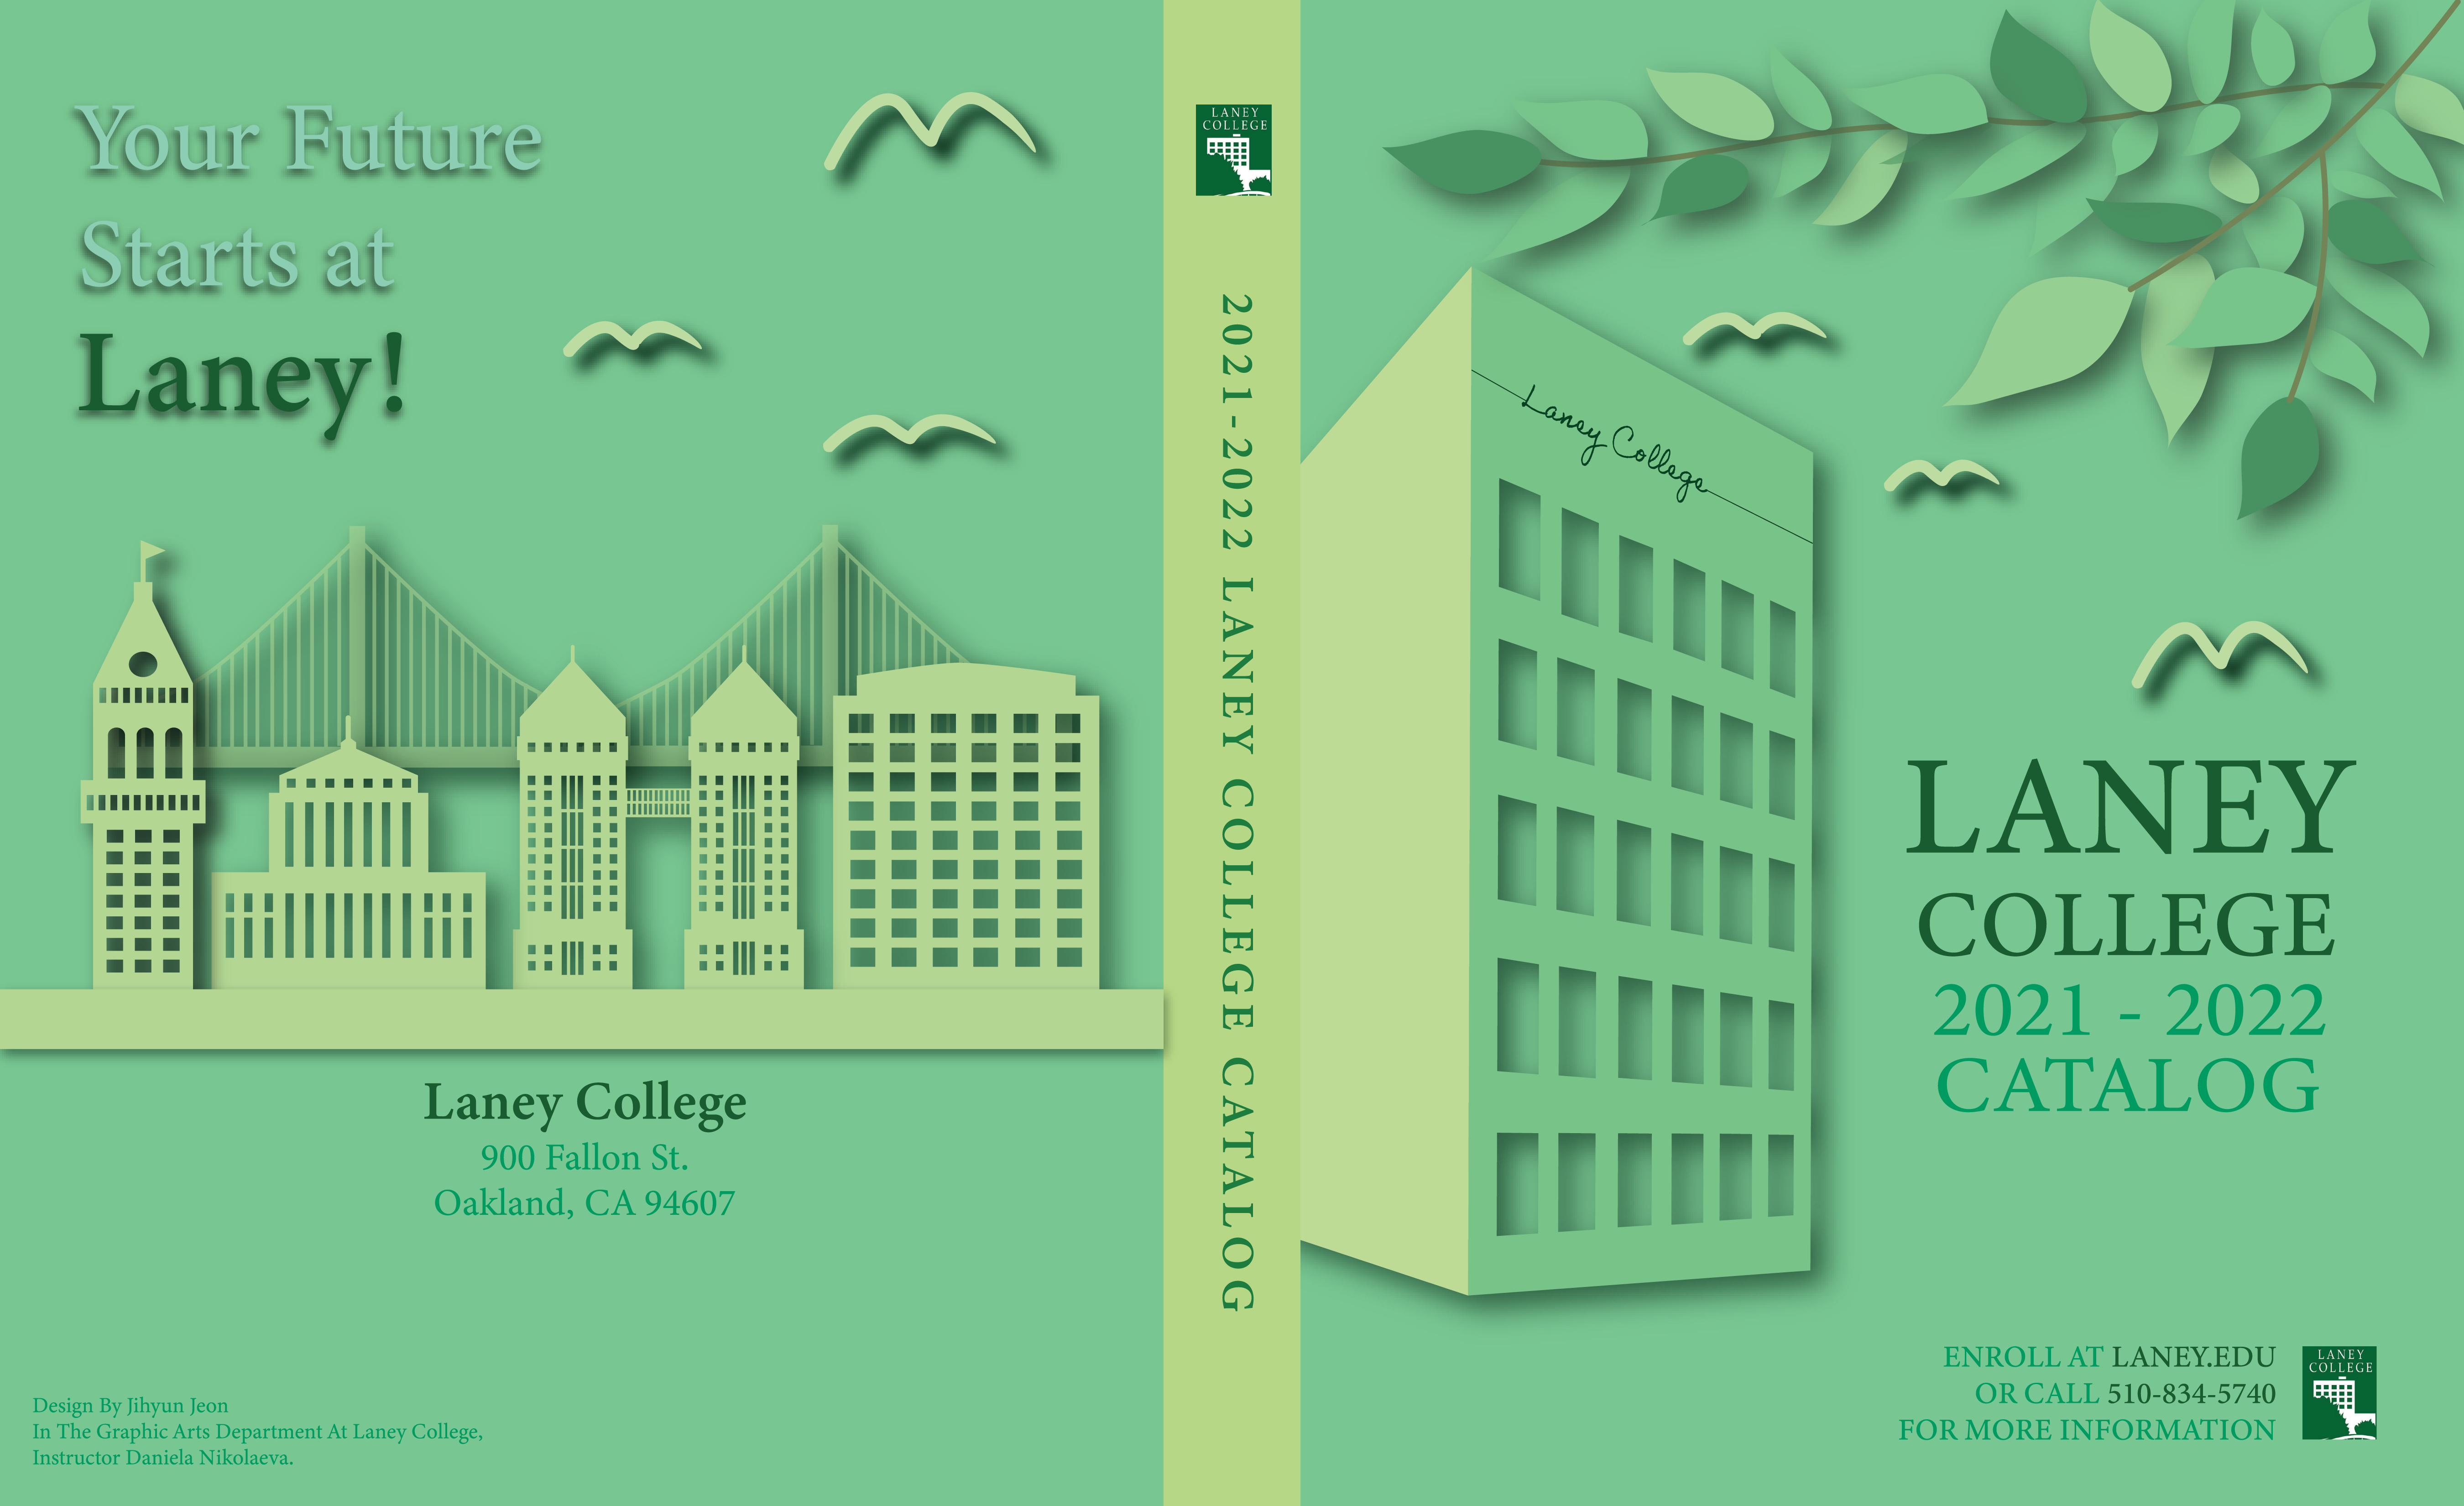 Your Future
Starts at
Laney!
Laney College
900 Fallon St.
Oakland, CA 94607
Design By Jihyun Jeon
In The Graphic Arts Department At Laney College,
Instructor Daniela Nikolaeva.
LANEY
COLLEGE
2021-2022 LANEY COLLEGE CATALOG
Laney College
LANEY
COLLEGE
2021 - 2022
CATALOG
ENROLL AT LANEY.EDU
OR CALL 510-834-5740
FOR MORE INFORMATION
LANEY
COLLEGE